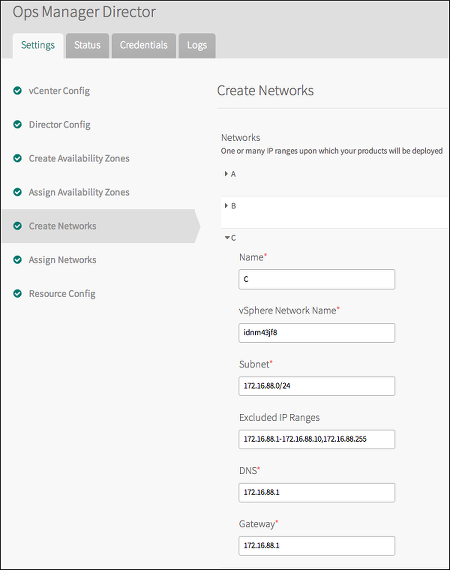 Ops Manager Director
Settings
Status
Credentials
Logs
vCenter Config
Director Config
Create Availability Zones
Assign Availability Zones
Create Networks
Assign Networks
Resource Config
Create Networks
Networks
One or many IP ranges upon which your products will be deployed
A
B
C
Name*
C
vSphere Network Name*
idnm43jf8
Subnet*
172.16.88.0/24
Excluded IP Ranges
172.16.88.1-172.16.88.10,172.16.88.255
DNS*
172.16.88.1
Gateway*
172.16.88.1